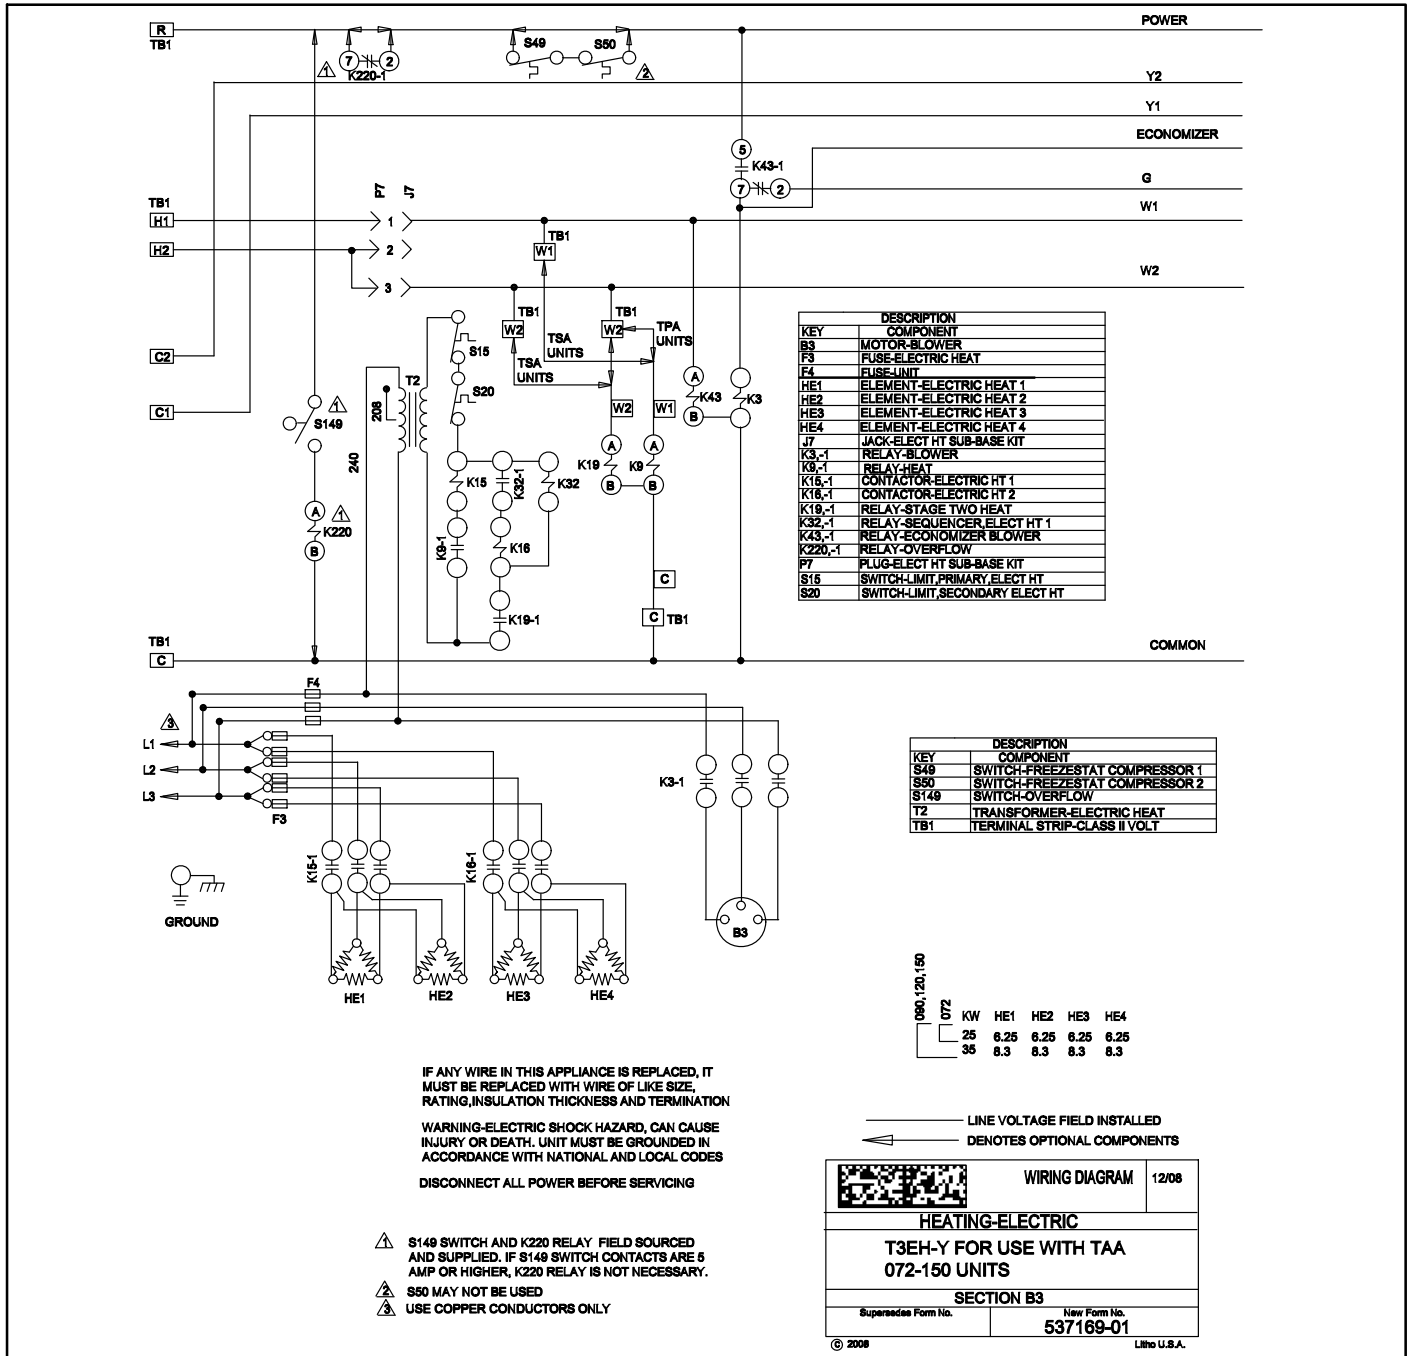 POWER
R
TB1
S49
S50
7
2
K220-1
1
2
Y2
Y1
ECONOMIZER
5
K43-1
7
2
G
W1
P7
J7
TB1
H1
1
H2
2
3
TB1
W1
W2
TB1
W2
TB1
W2
TSA
UNITS
TSA
UNITS
TPA
UNITS
C2
C1
S15
S20
T2
208
240
1
S149
A
1
K220
B
W2
W1
A
K43
B
K3
A
K19
B
A
K9
B
K15
K32-1
K32
K9-1
K16
K19-1
C
C
TB1
TB1
C
COMMON
DESCRIPTION
KEY COMPONENT
B3 MOTOR-BLOWER
F3 FUSE-ELECTRIC HEAT
F4 FUSE-UNIT
HE1 ELEMENT-ELECTRIC HEAT 1
HE2 ELEMENT-ELECTRIC HEAT 2
HE3 ELEMENT-ELECTRIC HEAT 3
HE4 ELEMENT-ELECTRIC HEAT 4
J7 JACK-ELECT HT SUB-BASE KIT
K3,-1 RELAY-BLOWER
K9,-1 RELAY-HEAT
K15,-1 CONTACTOR-ELECTRIC HT 1
K16,-1 CONTACTOR-ELECTRIC HT 2
K19,-1 RELAY-STAGE TWO HEAT
K32,-1 RELAY-SEQUENCER,ELECT HT 1
K43,-1 RELAY-ECONOMIZER BLOWER
K220,-1 RELAY-OVERFLOW
P7 PLUG-ELECT HT SUB-BASE KIT
S15 SWITCH-LIMIT,PRIMARY,ELECT HT
S20 SWITCH-LIMIT,SECONDARY ELECT HT
F4
3
L1
L2
L3
F3
K3-1
DESCRIPTION
KEY COMPONENT
S49 SWITCH-FREEZESTAT COMPRESSOR 1
S50 SWITCH-FREEZESTAT COMPRESSOR 2
S149 SWITCH-OVERFLOW
T2 TRANSFORMER-ELECTRIC HEAT
TB1 TERMINAL STRIP-CLASS II VOLT
K15-1
K16-1
GROUND
B3
HE1
HE2
HE3
HE4
090,120,150
072
KW HE1 HE2 HE3 HE4
25 6.25 6.25 6.25 6.25
35 8.3 8.3 8.3 8.3
IF ANY WIRE IN THIS APPLIANCE IS REPLACED, IT
MUST BE REPLACED WITH WIRE OF LIKE SIZE,
RATING,INSULATION THICKNESS AND TERMINATION
WARNING-ELECTRIC SHOCK HAZARD, CAN CAUSE
INJURY OR DEATH. UNIT MUST BE GROUNDED IN
ACCORDANCE WITH NATIONAL AND LOCAL CODES
DISCONNECT ALL POWER BEFORE SERVICING
LINE VOLTAGE FIELD INSTALLED
DENOTES OPTIONAL COMPONENTS
1 S149 SWITCH AND K220 RELAY FIELD SOURCED
AND SUPPLIED. IF S149 SWITCH CONTACTS ARE 5
AMP OR HIGHER, K220 RELAY IS NOT NECESSARY.
2 S50 MAY NOT BE USED
3 USE COPPER CONDUCTORS ONLY
WIRING DIAGRAM 12/08
HEATING-ELECTRIC
T3EH-Y FOR USE WITH TAA
072-150 UNITS
SECTION B3
Supersedes Form No.
New Form No.
537169-01
© 2008
Litho U.S.A.